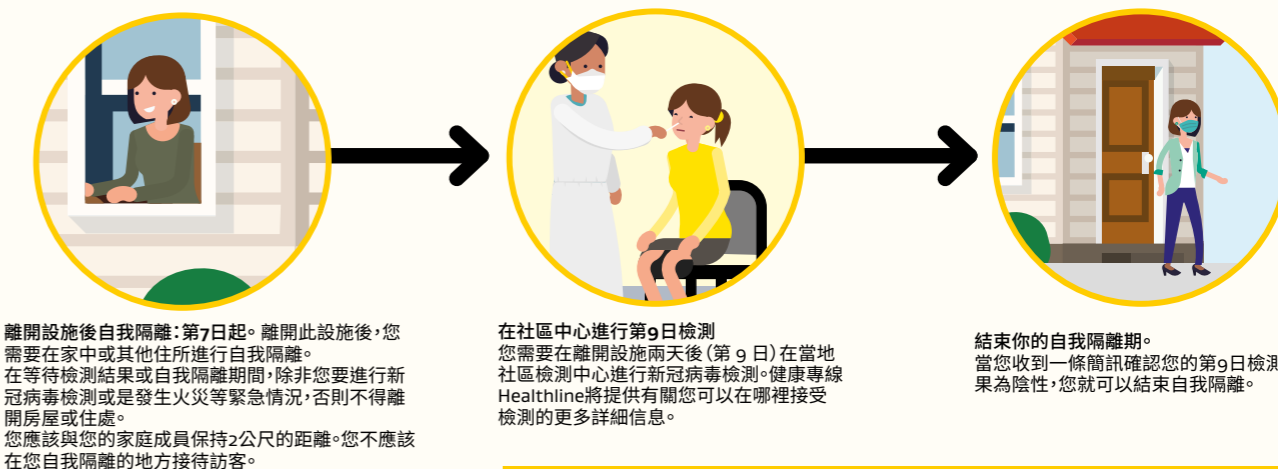 離開設施後自我隔離：第7日起。離開此設施後，您
需要在家中或其他住所進行自我隔離。
在等待檢測結果或自我隔離期間，除非您要進行新
冠病毒檢測或是發生火災等緊急情況，否則不得離
開房屋或住處。
您應該與您的家庭成員保持2公尺的距離。您不應該
在您自我隔離的地方接待訪客。
在社區中心進行第9日檢測
您需要在離開設施兩天後（第 9 日）在當地
社區檢測中心進行新冠病毒檢測。健康專線
Healthline將提供有關您可以在哪裡接受
檢測的更多詳細信息。
結束你的自我隔離期。
當您收到一條簡訊確認您的第9日檢測
果為陰性，您就可以結束自我隔離。